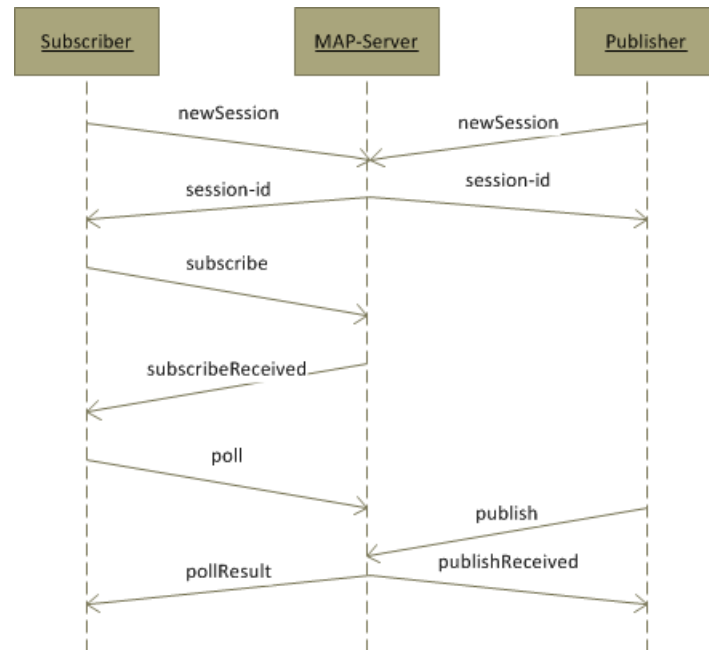 Subscriber
MAP-Server
Publisher
newSession
newSession
session-id
session-id
subscribe
subscribeReceived
poll
publish
pollResult
publishReceived